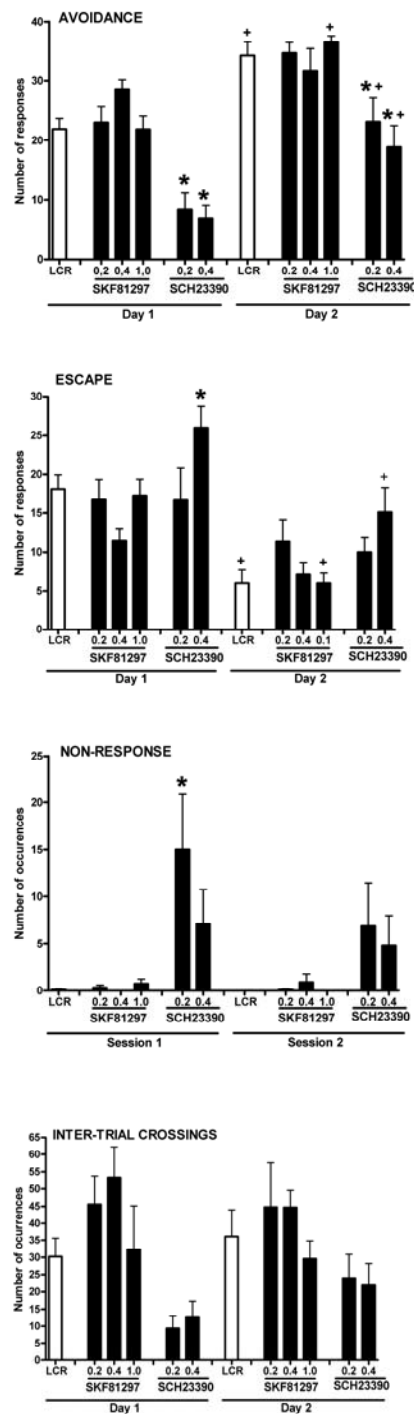 AVOIDANCE
Number of responses
40
30
20
10
0
+
+
*+
*+
*
*
LCR 0,2 0,4 1,0 0,2 0.4 LCR 0.2 0.4 1.0 0.2 0.4
SKF81297 SCH23390 SKF81297 SCH23390
Day 1 Day 2
ESCAPE
Number of responses
30
25
20
15
10
5
0
*
+
+
+
LCR 0.2 0.4 1.0 0.2 0.4 LCR 0.2 0.4 0.1 0.2 0.4
SKF81297 SCH23390 SKF81297 SCH23390
Day 1 Day 2
NON-RESPONSE
Number of occurences
25
20
15
10
5
0
*
LCR 0.2 0.4 1.0 0.2 0.4 LCR 0.2 0.4 1.0 0.2 0.4
SKF81297 SCH23390 SKF81297 SCH23390
Session 1 Session 2
INTER-TRIAL CROSSINGS
Number of ocurrences
65
60
55
50
45
40
35
30
25
20
15
10
5
0
LCR 0.2 0.4 1.0 0.2 0.4 LCR 0.2 0.4 1.0 0.2 0.4
SKF81297 SCH23390 SKF81297 SCH23390
Day 1 Day 2